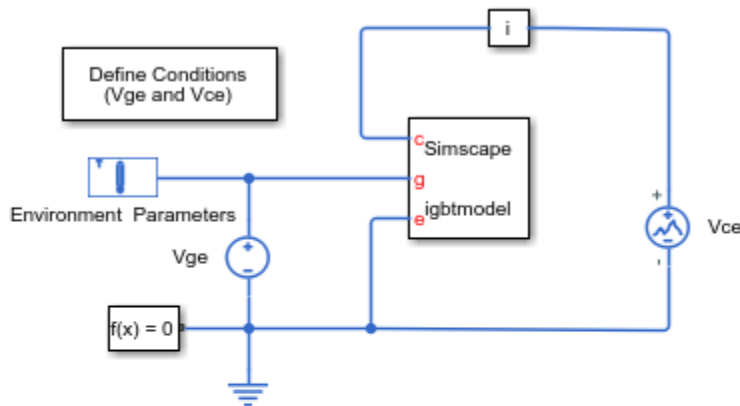 i
Define Conditions
(Vge and Vce)
c
Simscape
g
igbtmodel
e
Environment Parameters
+
Vce
-
Vge
+
-
f(x) = 0